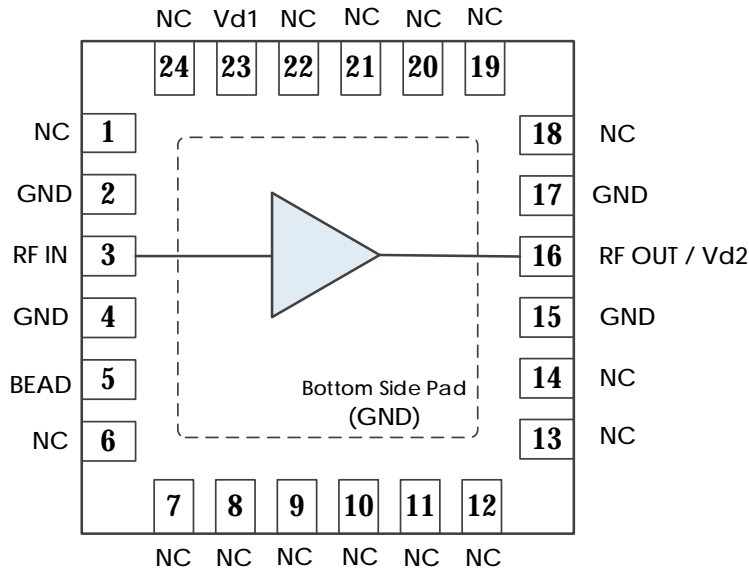 NC Vd1 NC NC NC NC
24 23 22 21 20 19
NC 1
18 NC
GND 2
17 GND
RF IN 3
16 RF OUT / Vd2
GND 4
15 GND
BEAD 5
14 NC
Bottom Side Pad
(GND)
NC 6
13 NC
7 8 9 10 11 12
NC NC NC NC NC NC